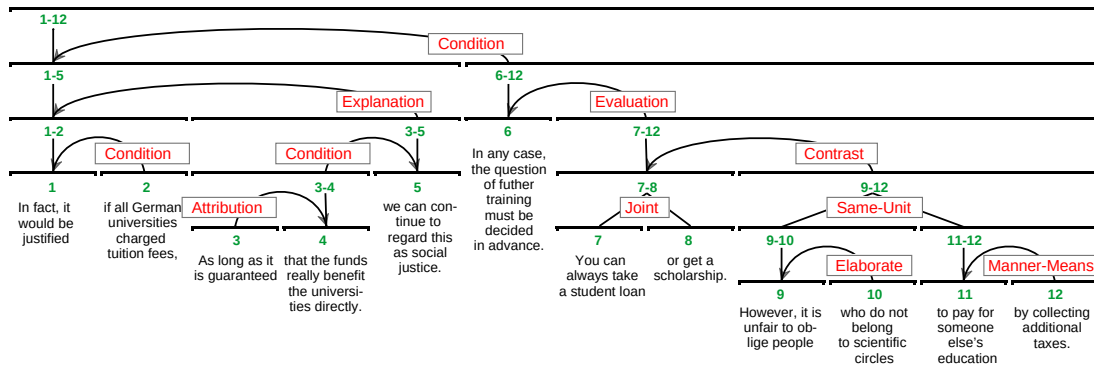 1-12
Condition
1-5
6-12
Explanation
Evaluation
1-2
3-5
6
7-12
Condition
Condition
Contrast
1
2
3-4
5
7-8
9-12
In fact, it
would be
justified
if all German
universities
charged
tuition fees,
Attribution
3
4
As long as it
is guaranteed
that the funds
really benefit
the universi-
ties directly.
we can con-
tinue to
regard this
as social
justice.
In any case,
the question
of futher
training
must be
decided
in advance.
Joint
7
8
You can
always take
a student loan
or get a
scholarship.
Same-Unit
9-10
11-12
Elaborate
Manner-Means
9
10
11
12
However, it is
unfair to ob-
lige people
who do not
belong
to scientific
circles
to pay for
someone
else's
education
by collecting
additional
taxes.